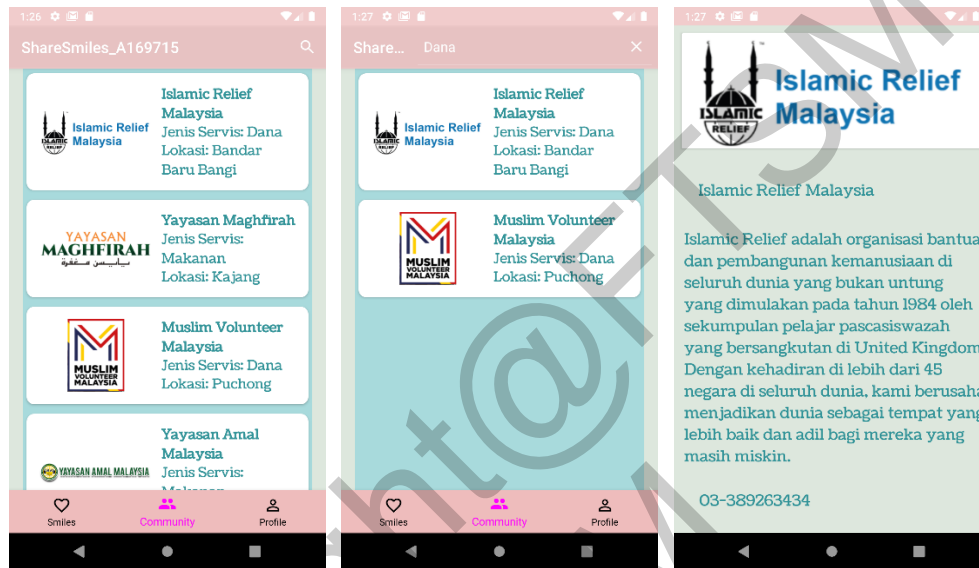 1:26
ShareSmiles_A169715
Islamic Relief
Malaysia
ISLAMIC
RELIEF
Islamic Relief
Malaysia
Jenis Servis: Dana
Lokasi: Bandar
Baru Bangi
YAYASAN
MAGHFIRAH
Yayasan Maghfirah
Jenis Servis:
Makanan
Lokasi: Kajang
MUSLIM
VOLUNTEER
MALAYSIA
Muslim Volunteer
Malaysia
Jenis Servis: Dana
Lokasi: Puchong
YAYASAN AMAL MALAYSIA
Yayasan Amal
Malaysia
Jenis Servis:
Makanan
Smiles
Community
Profile
1:27
Share... Dana
Islamic Relief
Malaysia
ISLAMIC
RELIEF
Islamic Relief
Malaysia
Jenis Servis: Dana
Lokasi: Bandar
Baru Bangi
MUSLIM
VOLUNTEER
MALAYSIA
Muslim Volunteer
Malaysia
Jenis Servis: Dana
Lokasi: Puchong
Smiles
Community
Profile
1:27
ISLAMIC
RELIEF
Islamic Relief
Malaysia
Islamic Relief Malaysia
Islamic Relief adalah organisasi bantua
dan pembangunan kemanusiaan di
seluruh dunia yang bukan untung
yang dimulakan pada tahun 1984 oleh
sekumpulan pelajar pascasiswazah
yang bersangkutan di United Kingdom
Dengan kehadiran di lebih dari 45
negara di seluruh dunia, kami berusaha
menjadikan dunia sebagai tempat yang
lebih baik dan adil bagi mereka yang
masih miskin.
03-389263434
ht@FTSM